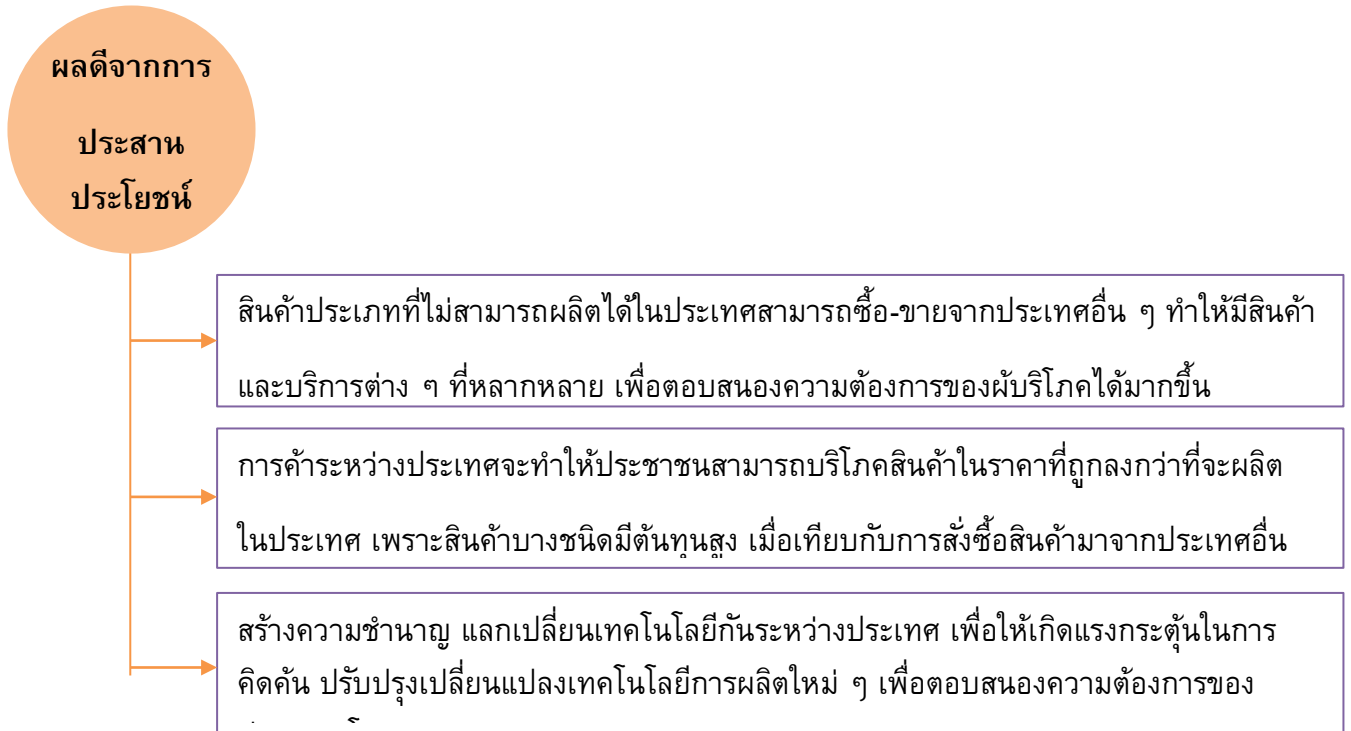 ผลดีจากการ
ประสาน
ประโยชน์
สินค้าประเภทที่ไม่สามารถผลิตได้ในประเทศสามารถซื้อ-ขายจากประเทศอื่น ๆ ทำให้มีสินค้า
และบริการต่าง ๆ ที่หลากหลาย เพื่อตอบสนองความต้องการของผู้บริโภคได้มากขึ้น
การค้าระหว่างประเทศจะทำให้ประชาชนสามารถบริโภคสินค้าในราคาที่ถูกลงกว่าที่จะผลิต
ในประเทศ เพราะสินค้าบางชนิดมีต้นทุนสูง เมื่อเทียบกับการสั่งซื้อสินค้ามาจากประเทศอื่น
สร้างความชำนาญ แลกเปลี่ยนเทคโนโลยีกันระหว่างประเทศ เพื่อให้เกิดแรงกระตุ้นในการ
คิดค้น ปรับปรุงเปลี่ยนแปลงเทคโนโลยีการผลิตใหม่ ๆ เพื่อตอบสนองความต้องการของ